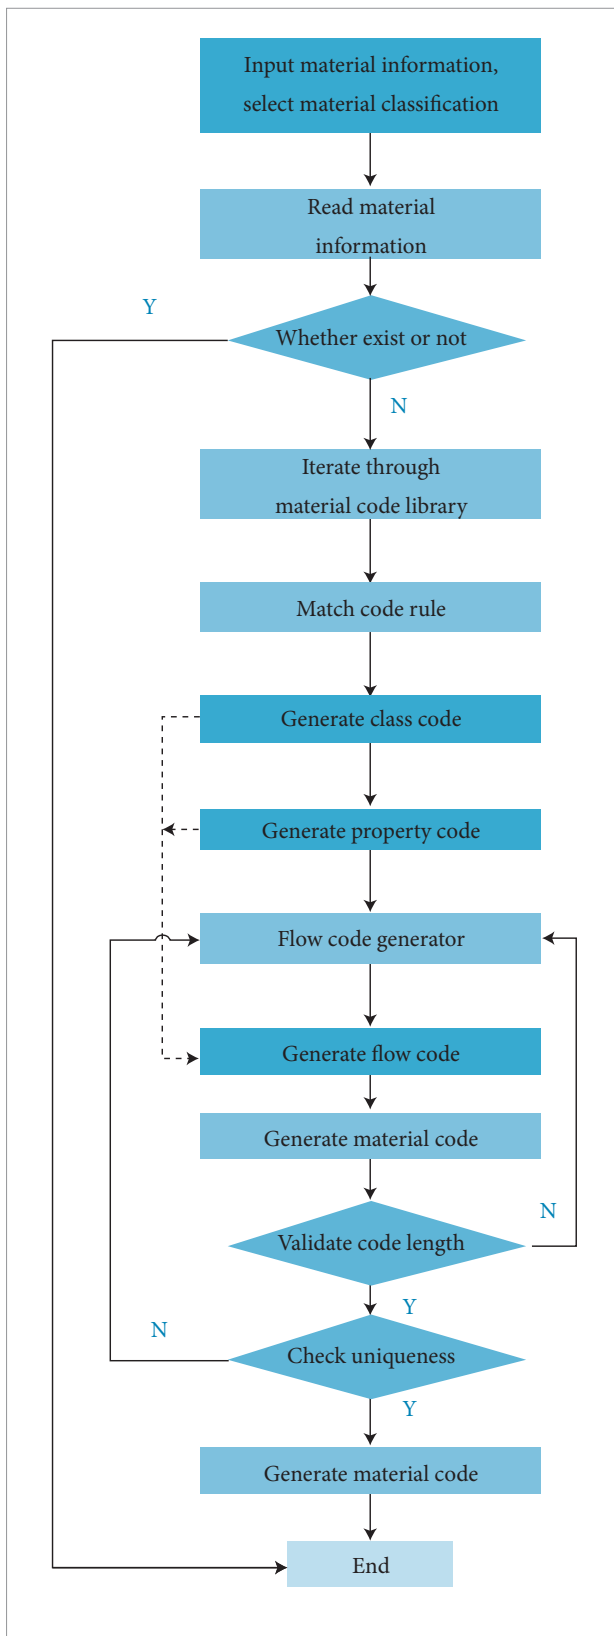 Input material information,
select material classification
Read material
information
Y
Whether exist or not
N
Iterate through
material code library
Match code rule
Generate class code
Generate property code
Flow code generator
Generate flow code
Generate material code
N
Validate code length
Y
N
Check uniqueness
Y
Generate material code
End